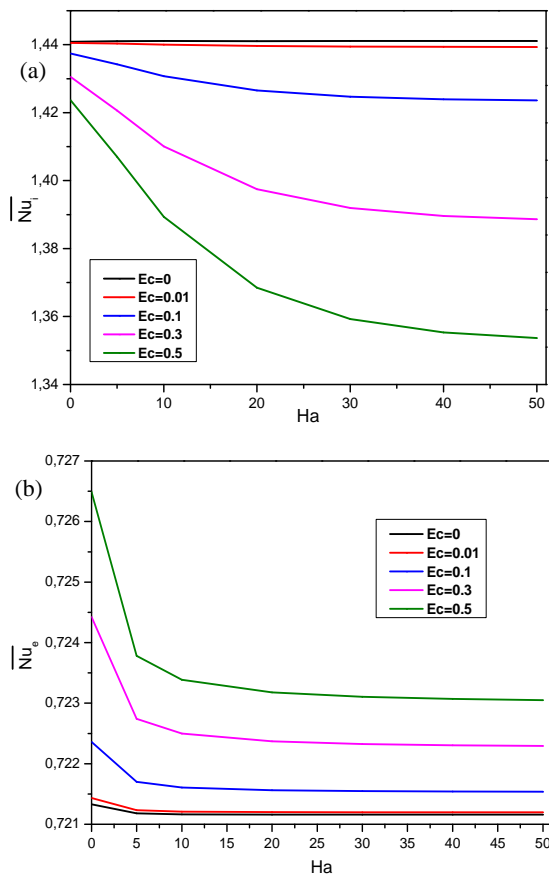 (a)
1,44
1,42
1,40
1,38
1,36
1,34
Nu_i
Ec=0
Ec=0.01
Ec=0.1
Ec=0.3
Ec=0.5
0 10 20 30 40 50
Ha
(b)
0,727
0,726
0,725
0,724
0,723
0,722
0,721
Nu_e
Ec=0
Ec=0.01
Ec=0.1
Ec=0.3
Ec=0.5
0 5 10 15 20 25 30 35 40 45 50
Ha